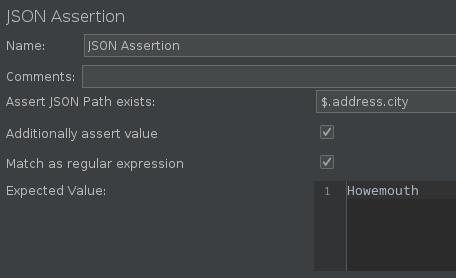 JSON Assertion
Name: JSON Assertion
Comments:
Assert JSON Path exists: $.address.city
Additionally assert value
Match as regular expression
Expected Value: 1 Howemouth